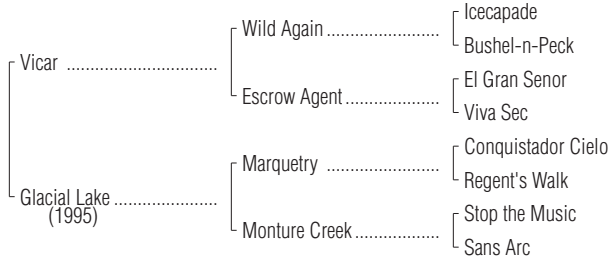 Icecapade
Wild Again ........................
Bushel-n-Peck
Vicar ................................
El Gran Senor
Escrow Agent....................
Viva Sec
Conquistador Cielo
Marquetry ........................
Regent's Walk
Glacial Lake ......................
(1995)
Stop the Music
Monture Creek..................
Sans Arc